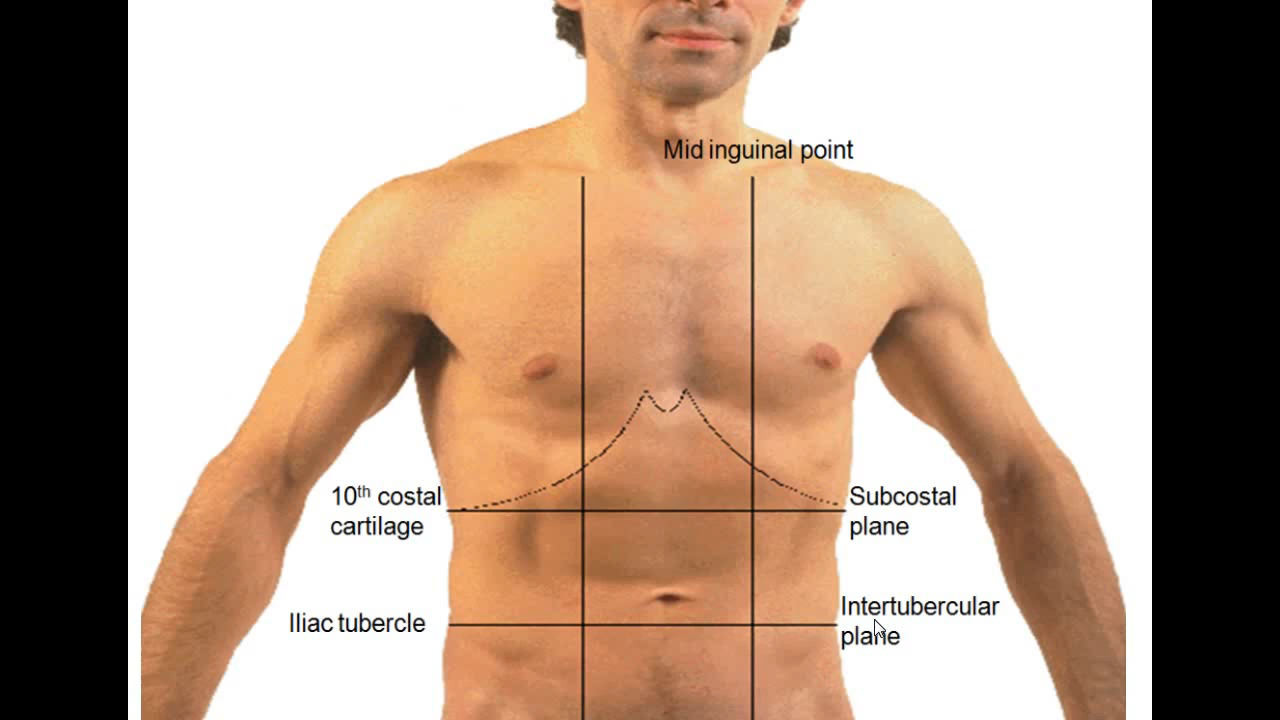 Mid inguinal point
10th costal
cartilage
Subcostal
plane
Iliac tubercle
Intertubercular
plane